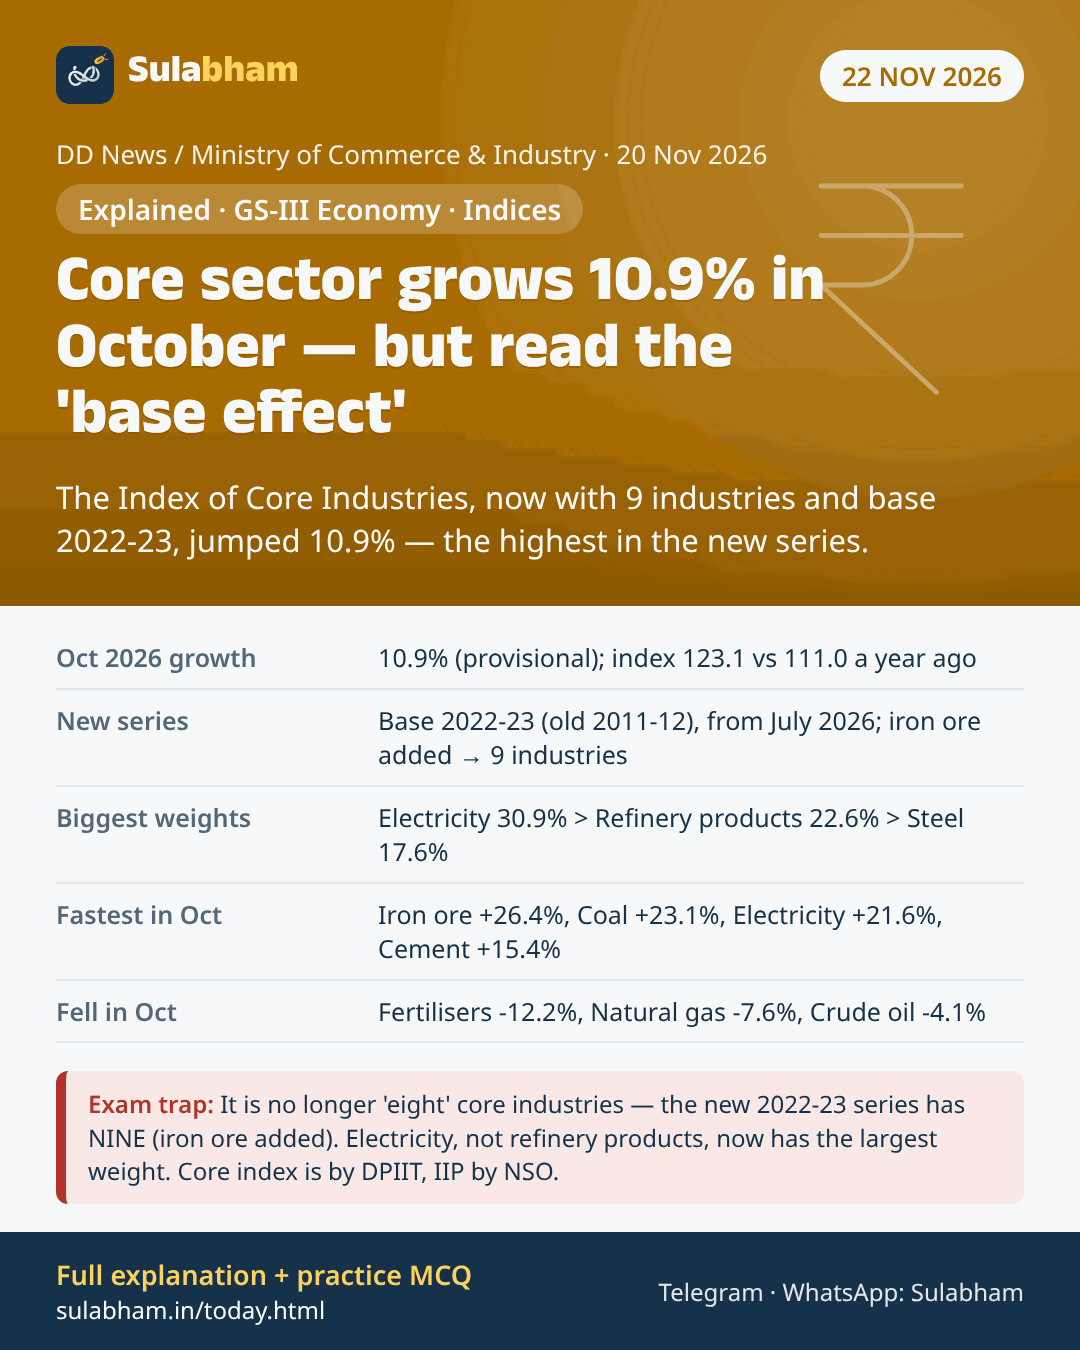 Sulabham
22 NOV 2026
DD News / Ministry of Commerce & Industry · 20 Nov 2026
Explained · GS-III Economy · Indices
Core sector grows 10.9% in
October — but read the
'base effect'
The Index of Core Industries, now with 9 industries and base
2022-23, jumped 10.9% — the highest in the new series.
Oct 2026 growth
10.9% (provisional); index 123.1 vs 111.0 a year ago
New series
Base 2022-23 (old 2011-12), from July 2026; iron ore
added → 9 industries
Biggest weights
Electricity 30.9% > Refinery products 22.6% > Steel
17.6%
Fastest in Oct
Iron ore +26.4%, Coal +23.1%, Electricity +21.6%,
Cement +15.4%
Fell in Oct
Fertilisers -12.2%, Natural gas -7.6%, Crude oil -4.1%
Exam trap: It is no longer 'eight' core industries — the new 2022-23 series has
NINE (iron ore added). Electricity, not refinery products, now has the largest
weight. Core index is by DPIIT, IIP by NSO.
Full explanation + practice MCQ
sulabham.in/today.html
Telegram · WhatsApp: Sulabham